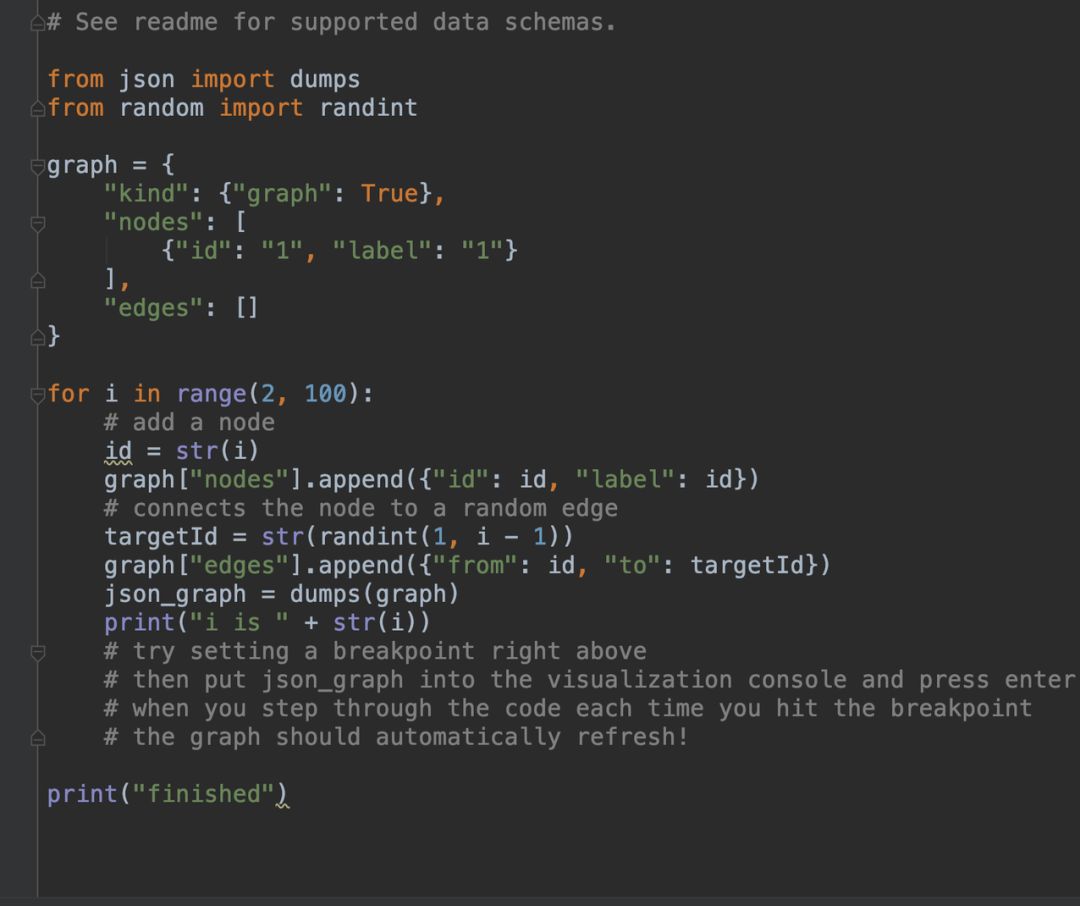 # See readme for supported data schemas.
from json import dumps
from random import randint
graph = {
    "kind": {"graph": True},
    "nodes": [
        {"id": "1", "label": "1"}
    ],
    "edges": []
}
for i in range(2, 100):
    # add a node
    id = str(i)
    graph["nodes"].append({"id": id, "label": id})
    # connects the node to a random edge
    targetId = str(randint(1, i - 1))
    graph["edges"].append({"from": id, "to": targetId})
    json_graph = dumps(graph)
    print("i is " + str(i))
    # try setting a breakpoint right above
    # then put json_graph into the visualization console and press enter
    # when you step through the code each time you hit the breakpoint
    # the graph should automatically refresh!
print("finished")